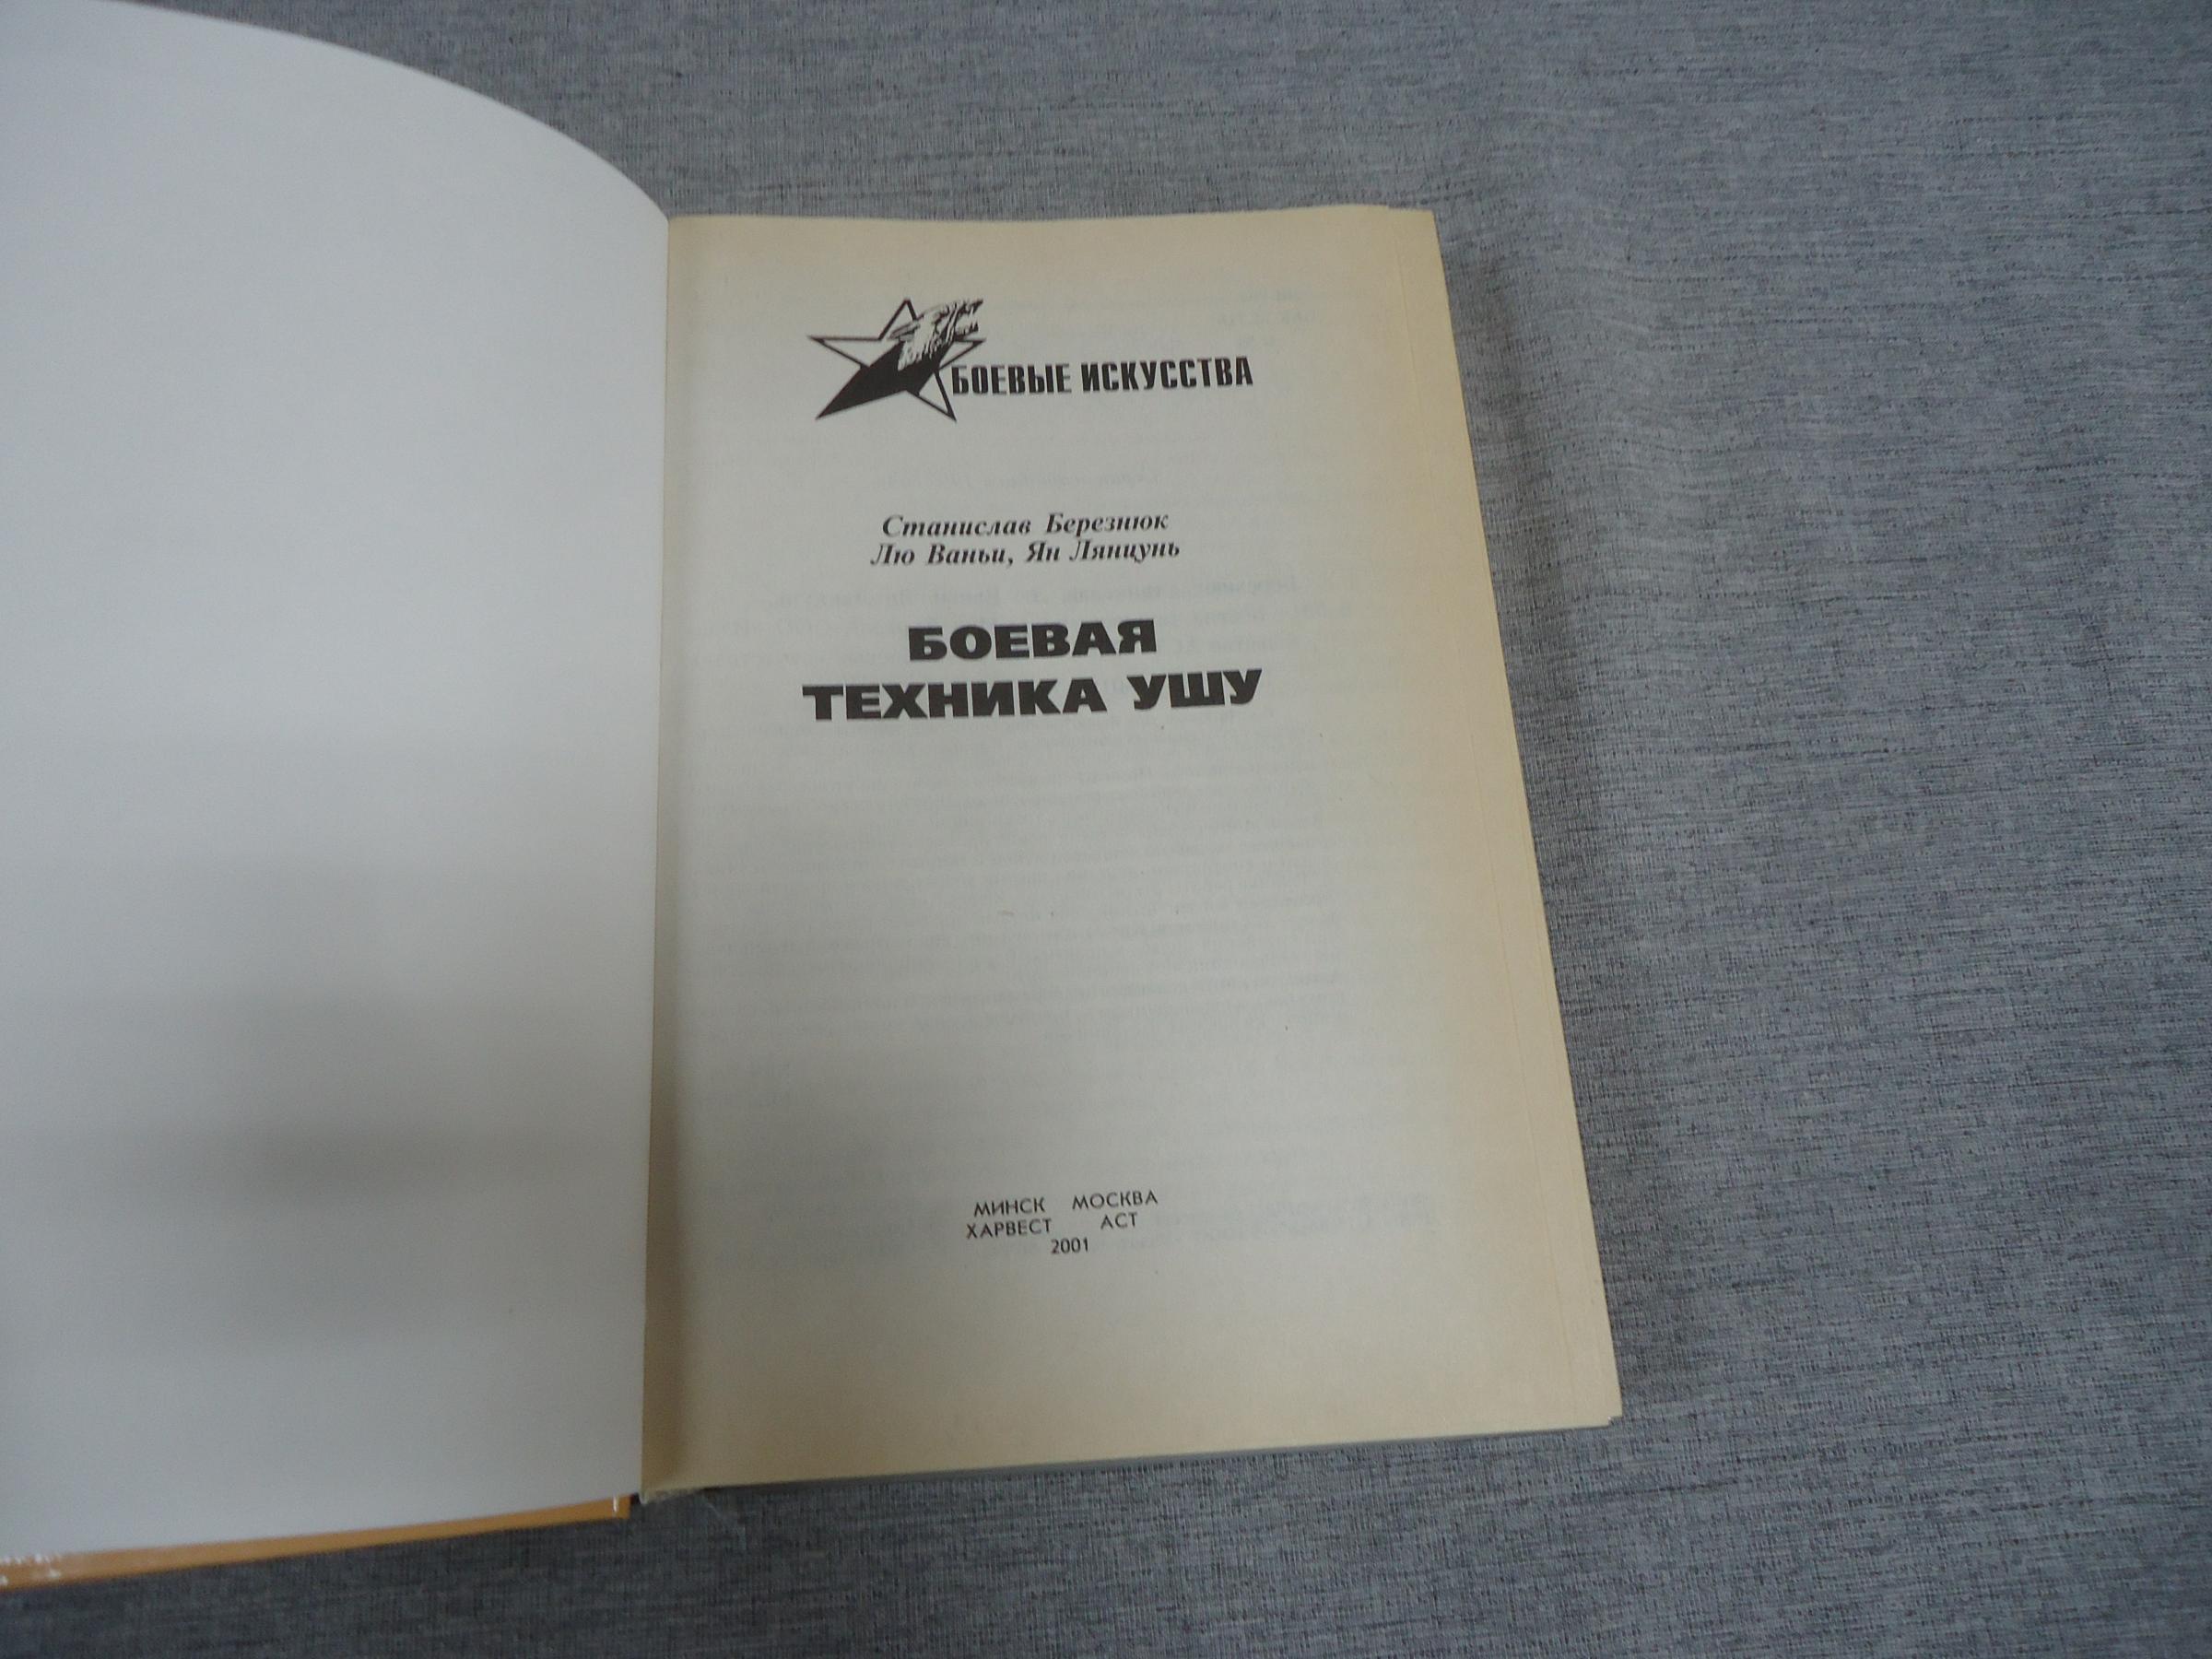 БОЕВЫЕ ИСКУССТВА
Станислав Березнюк
Лю Ваньи, Ян Лянцунь
БОЕВАЯ
ТЕХНИКА УШУ
МИНСК МОСКВА
ХАРВЕСТ АСТ
2001